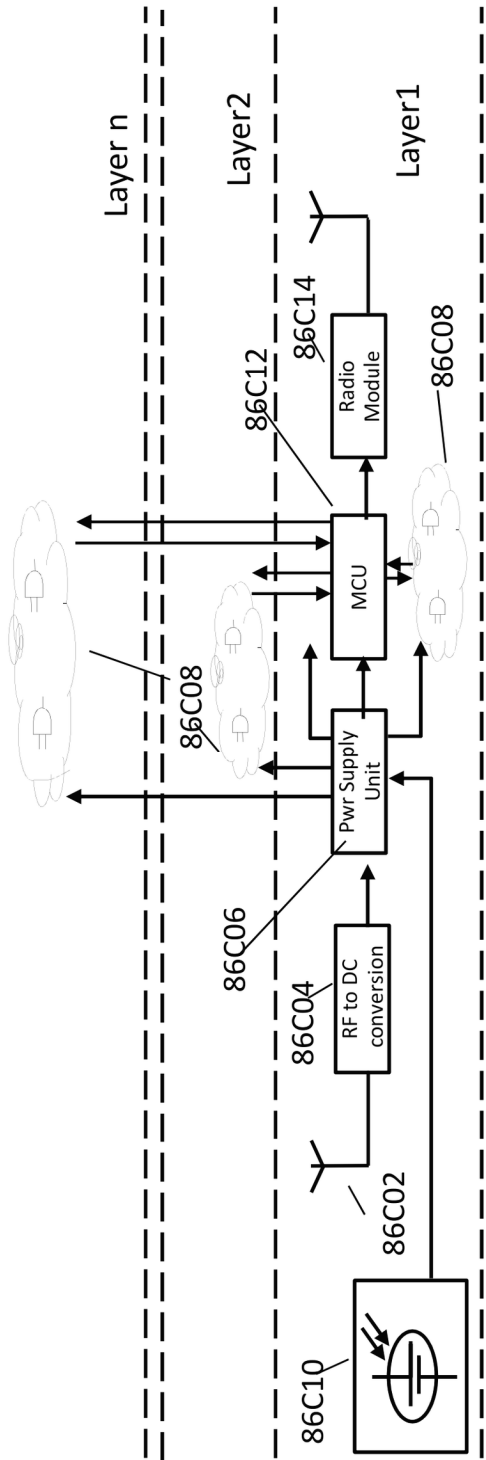 Layer n
Layer2
Layer1
86C08
86C12
86C14
86C08
86C06
86C04
86C02
86C10
RF to DC
conversion
Pwr Supply
Unit
MCU
Radio
Module